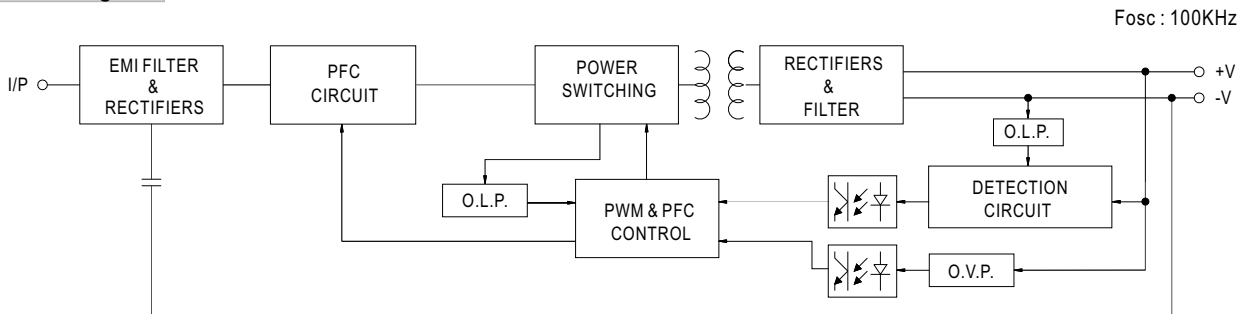 Fosc : 100KHz
I/P
EMI FILTER
&
RECTIFIERS
PFC
CIRCUIT
POWER
SWITCHING
RECTIFIERS
&
FILTER
+V
-V
O.L.P.
O.L.P.
PWM & PFC
CONTROL
DETECTION
CIRCUIT
O.V.P.